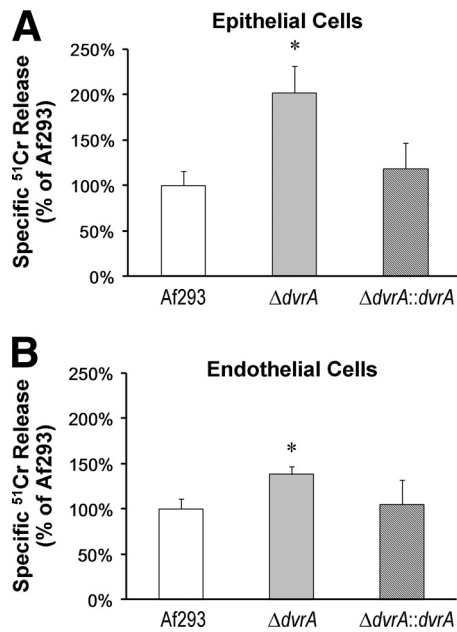 A
Epithelial Cells
Specific ⁵¹Cr Release
(% of Af293)
250%
200%
150%
100%
50%
0%
*
Af293
ΔdvrA
ΔdvrA::dvrA
B
Endothelial Cells
Specific ⁵¹Cr Release
(% of Af293)
250%
200%
150%
100%
50%
0%
*
Af293
ΔdvrA
ΔdvrA::dvrA